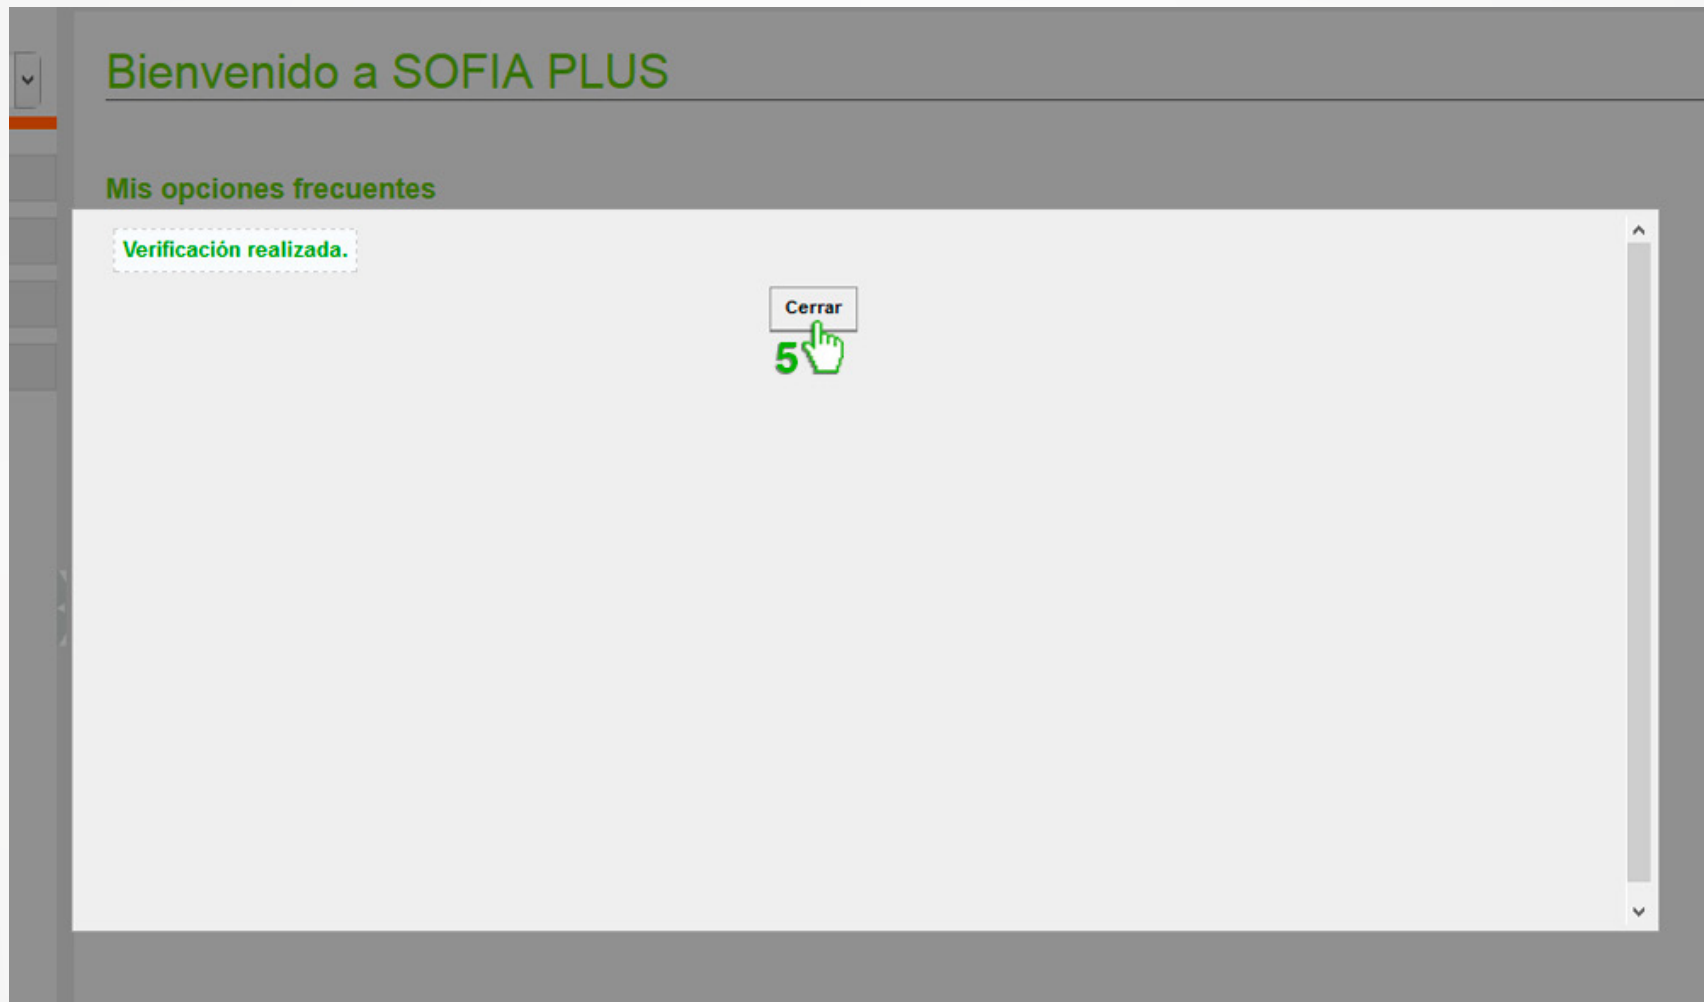 Bienvenido a SOFIA PLUS
Mis opciones frecuentes
Verificación realizada.
Cerrar
5